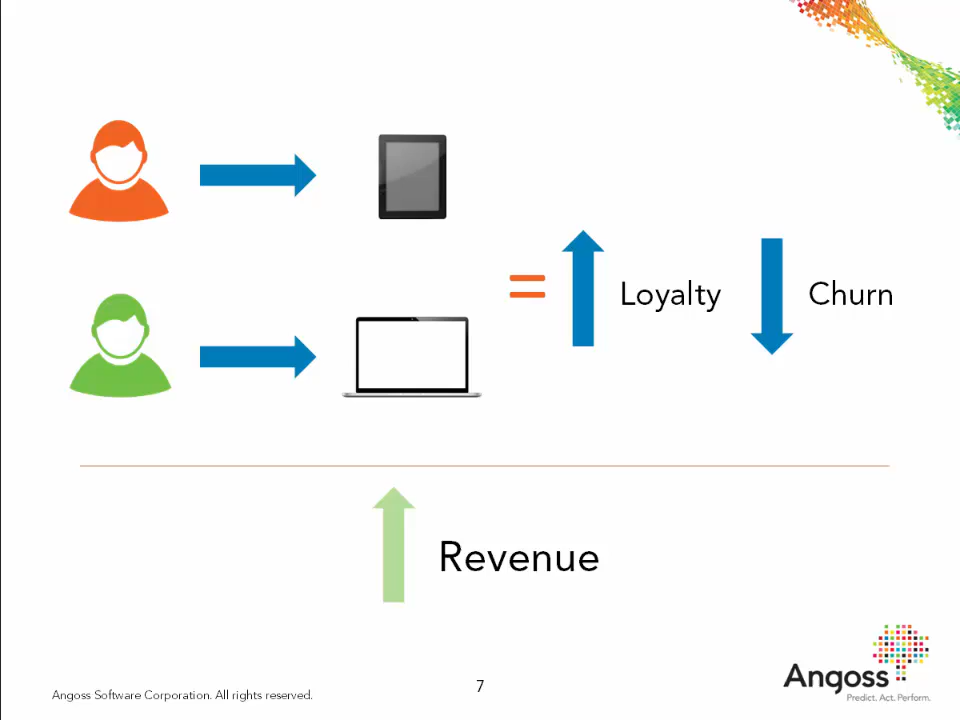 =
Loyalty
Churn
Revenue
Angoss
Predict. Act. Perform.
Angoss Software Corporation. All rights reserved.
7